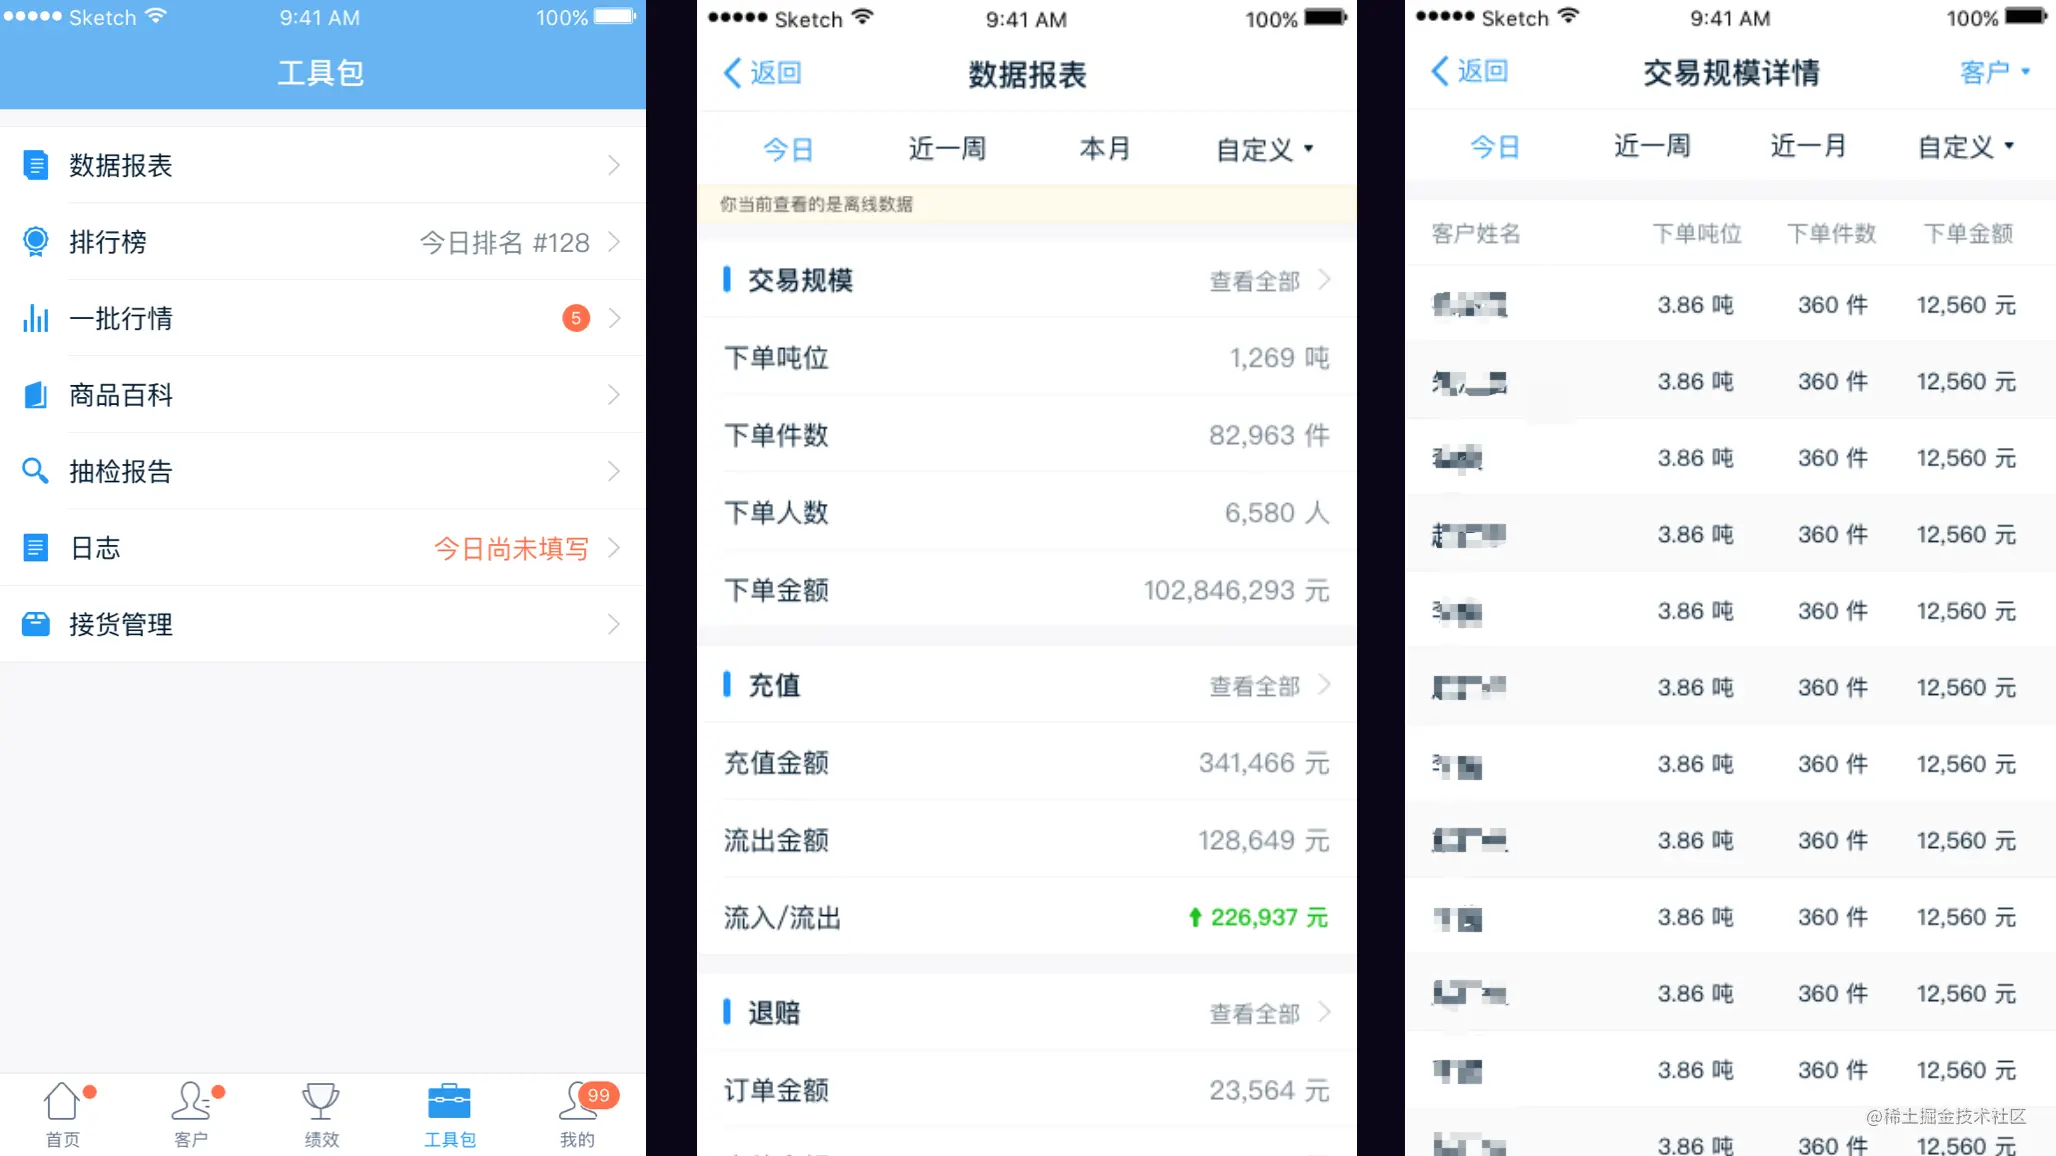 Sketch 9:41 AM 100%
工具包
数据报表
排行榜 今日排名 #128
一批行情 5
商品百科
抽检报告
日志 今日尚未填写
接货管理
首页 客户 绩效 工具包 我的 99
Sketch 9:41 AM 100%
返回 数据报表
今日 近一周 本月 自定义
你当前查看的是离线数据
交易规模 查看全部
下单吨位 1,269 吨
下单件数 82,963 件
下单人数 6,580 人
下单金额 102,846,293 元
充值 查看全部
充值金额 341,466 元
流出金额 128,649 元
流入/流出 226,937 元
退赔 查看全部
订单金额 23,564 元
Sketch 9:41 AM 100%
返回 交易规模详情 客户
今日 近一周 近一月 自定义
客户姓名 下单吨位 下单件数 下单金额
3.86 吨 360 件 12,560 元
3.86 吨 360 件 12,560 元
3.86 吨 360 件 12,560 元
3.86 吨 360 件 12,560 元
3.86 吨 360 件 12,560 元
3.86 吨 360 件 12,560 元
3.86 吨 360 件 12,560 元
3.86 吨 360 件 12,560 元
3.86 吨 360 件 12,560 元
3.86 吨 360 件 12,560 元
3.86 吨 360 件 12,560 元
3.86 吨 360 件 12,560 元
@稀土掘金技术社区